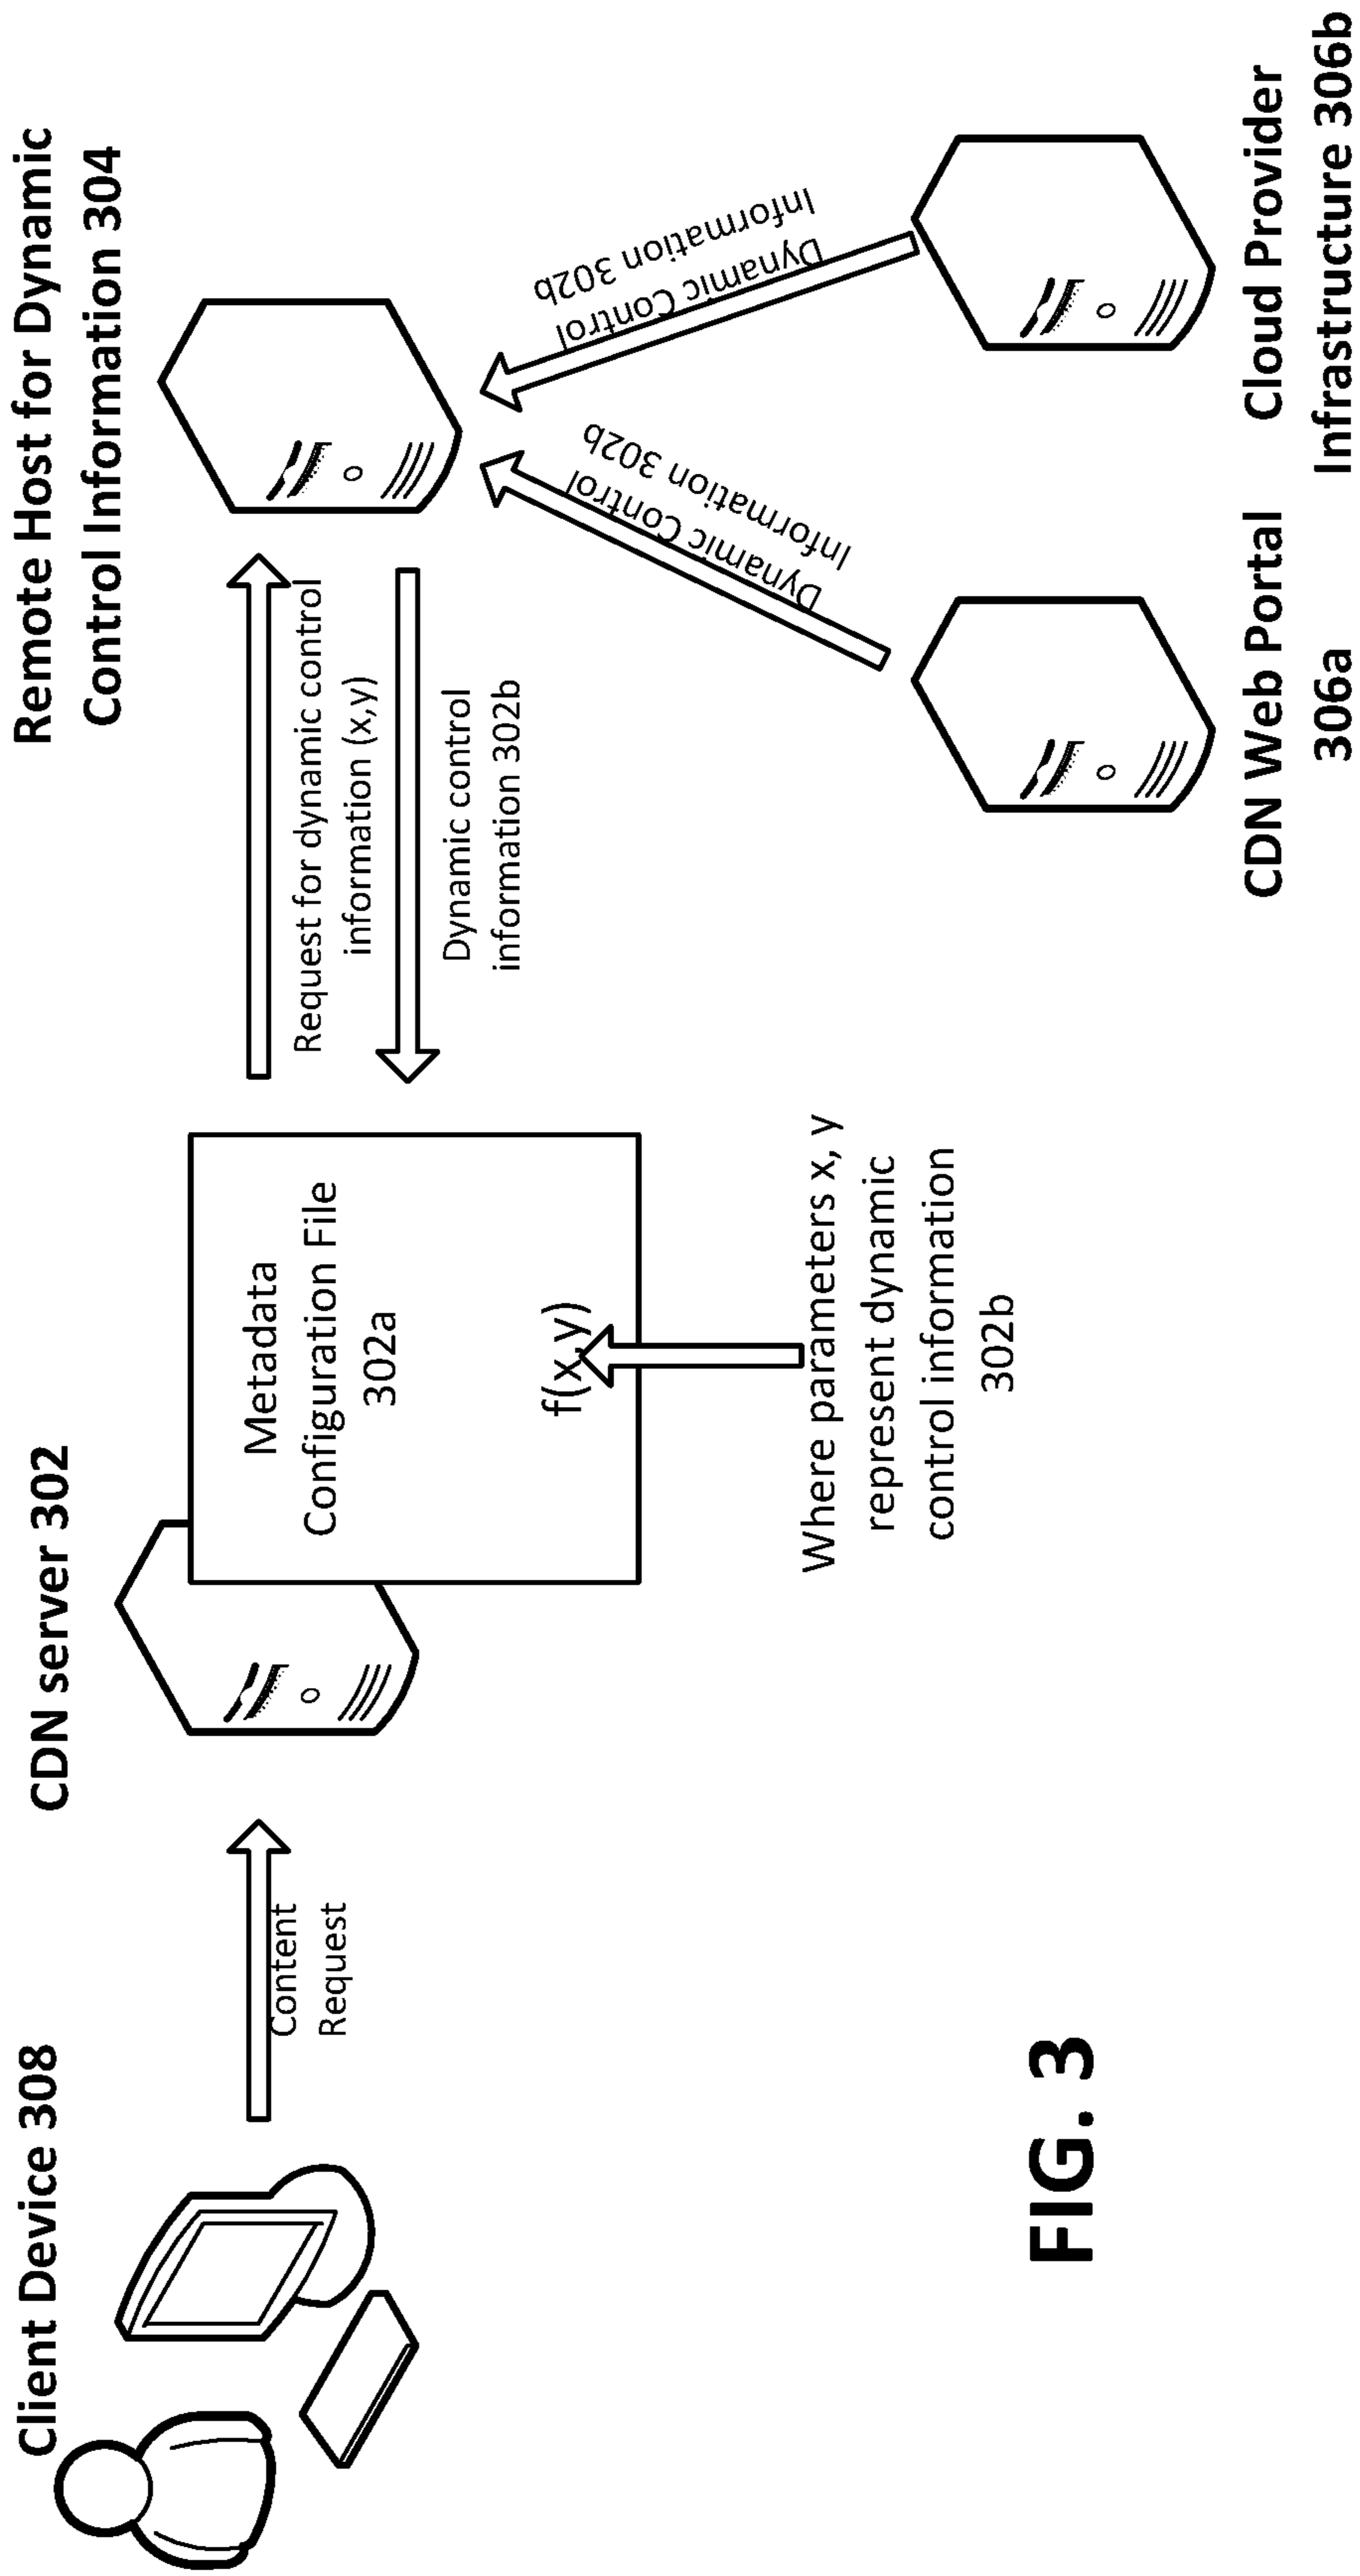 Client Device 308
Content
Request
CDN server 302
Metadata
Configuration File
302a
f(x,y)
Where parameters x, y
represent dynamic
control information
302b
Remote Host for Dynamic
Control Information 304
Request for dynamic control
information (x,y)
Dynamic control
information 302b
Dynamic Control
Information 302b
Dynamic Control
Information 302b
CDN Web Portal
306a
Cloud Provider
Infrastructure 306b
FIG. 3